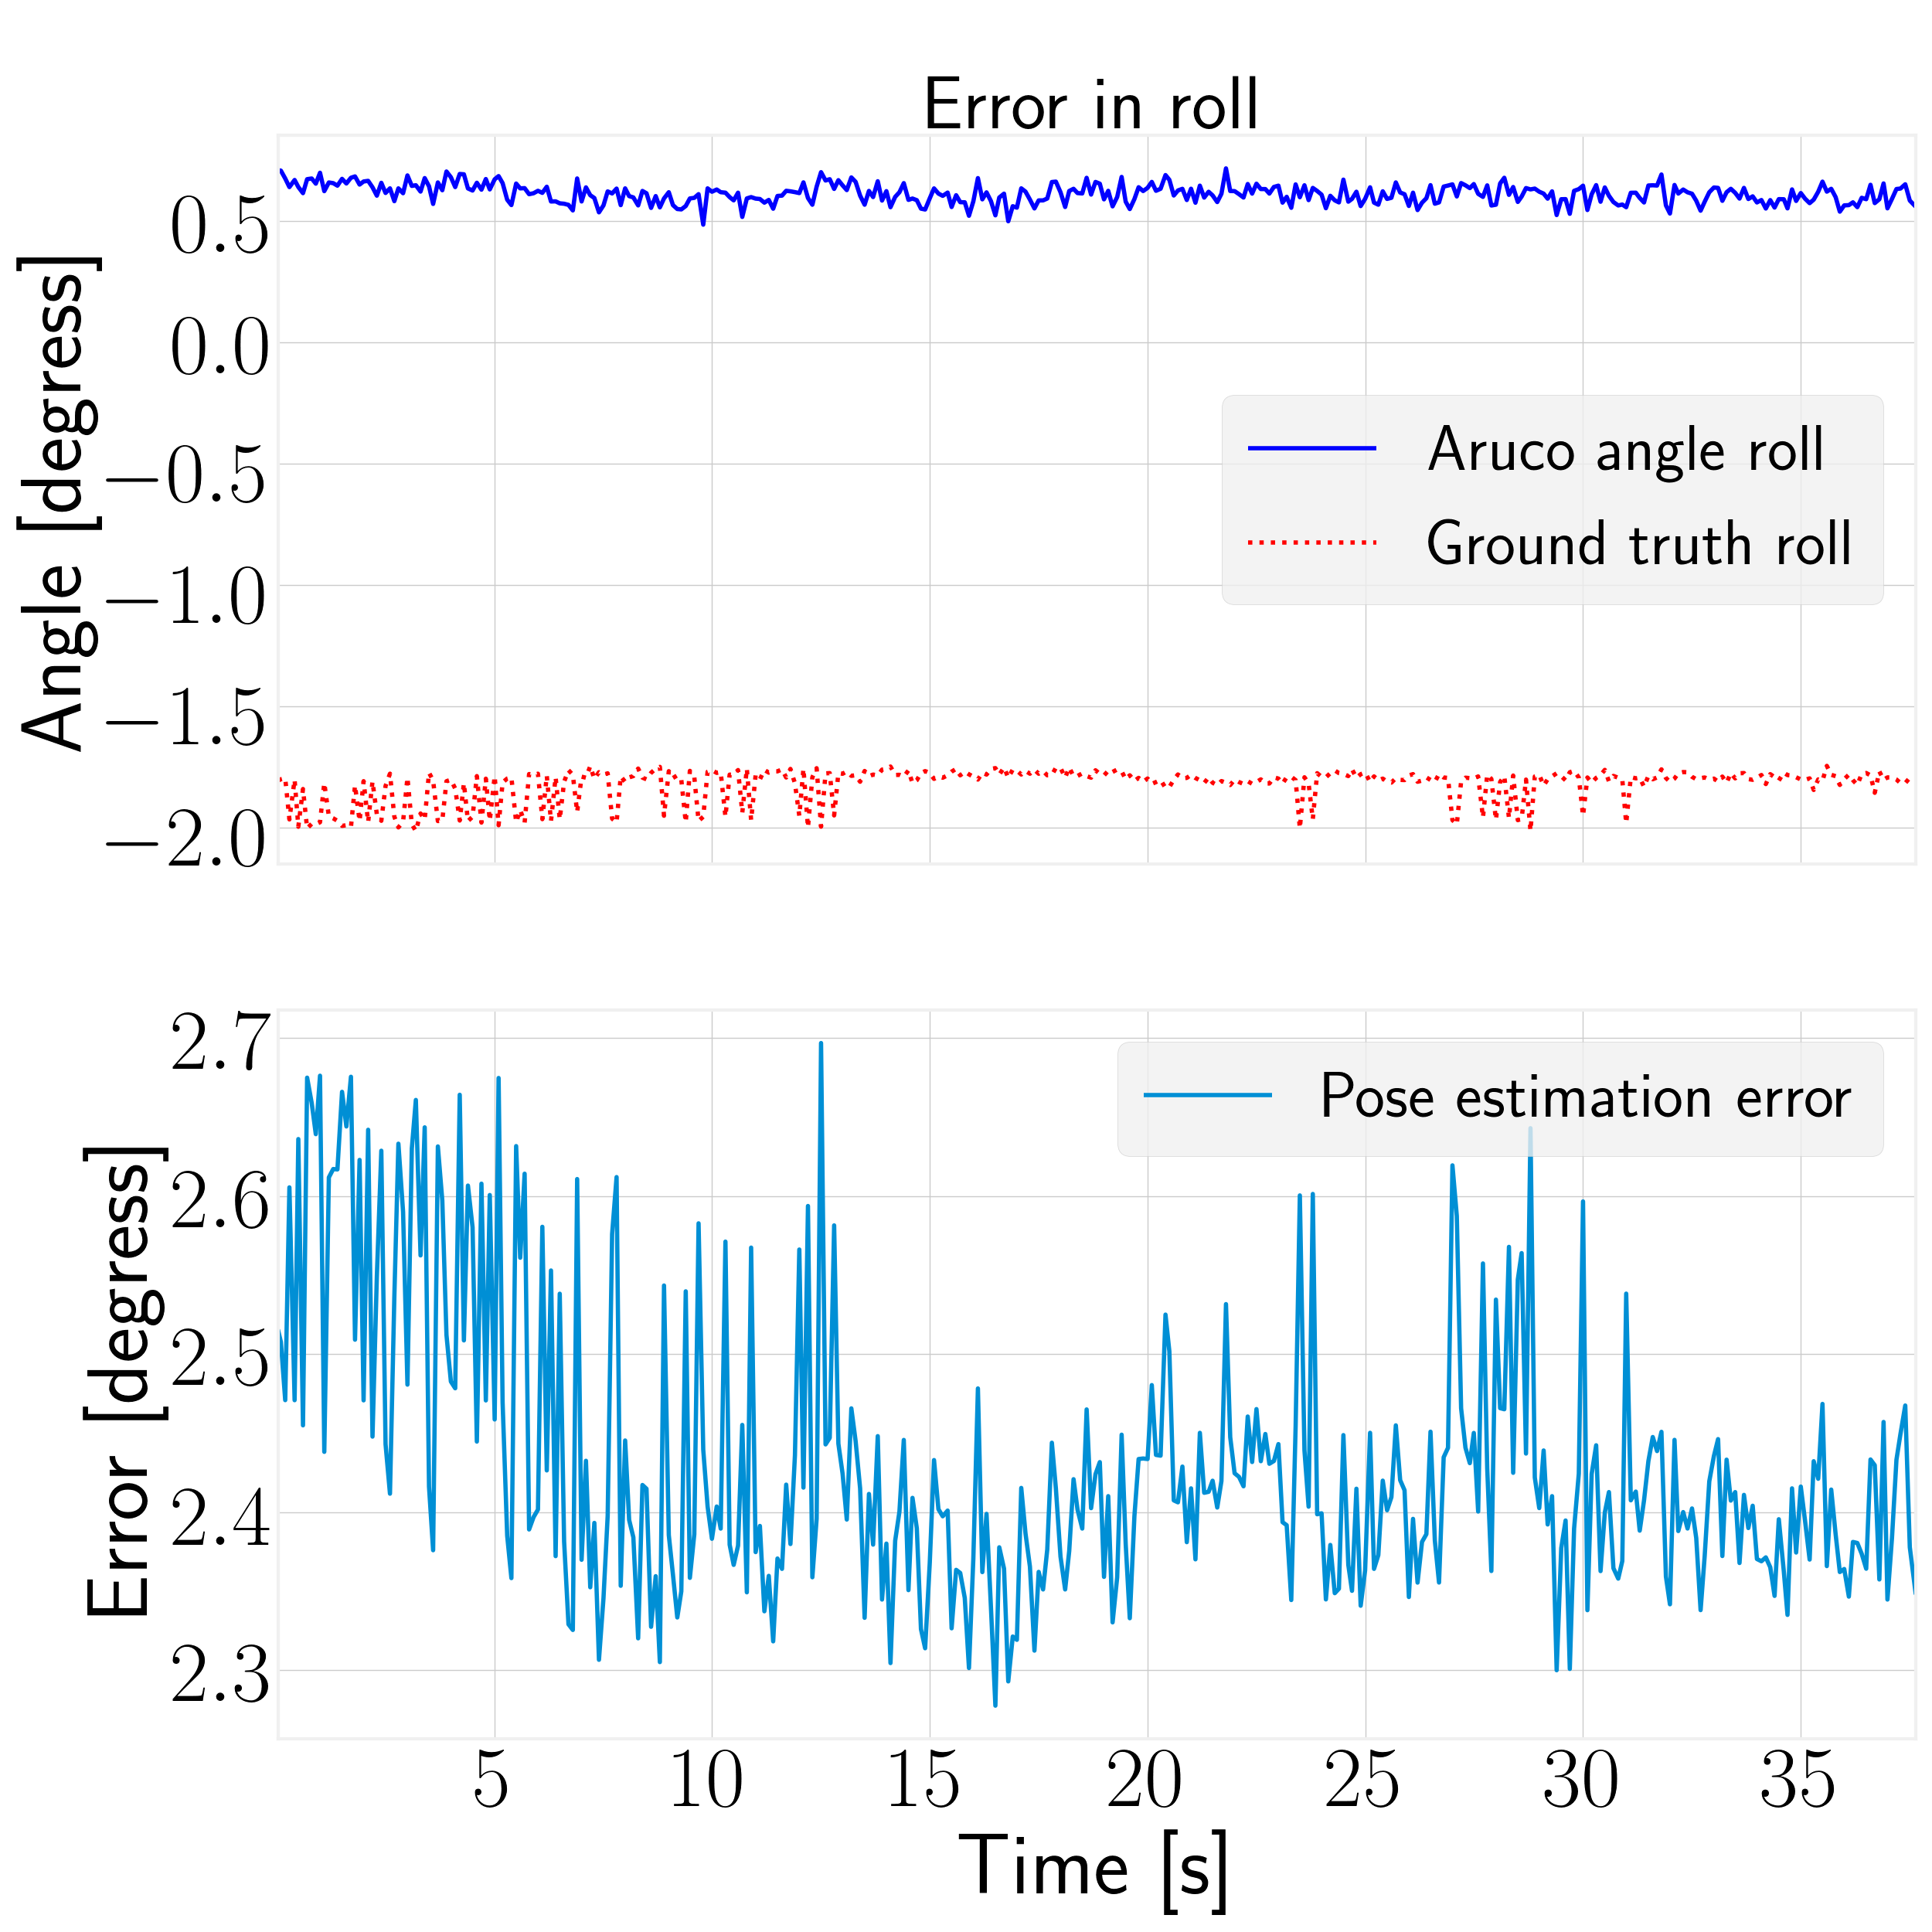 Error in roll
Angle [degress]
0.5
0.0
−0.5
−1.0
−1.5
−2.0
Aruco angle roll
Ground truth roll
Error [degress]
2.7
2.6
2.5
2.4
2.3
Pose estimation error
5 10 15 20 25 30 35
Time [s]